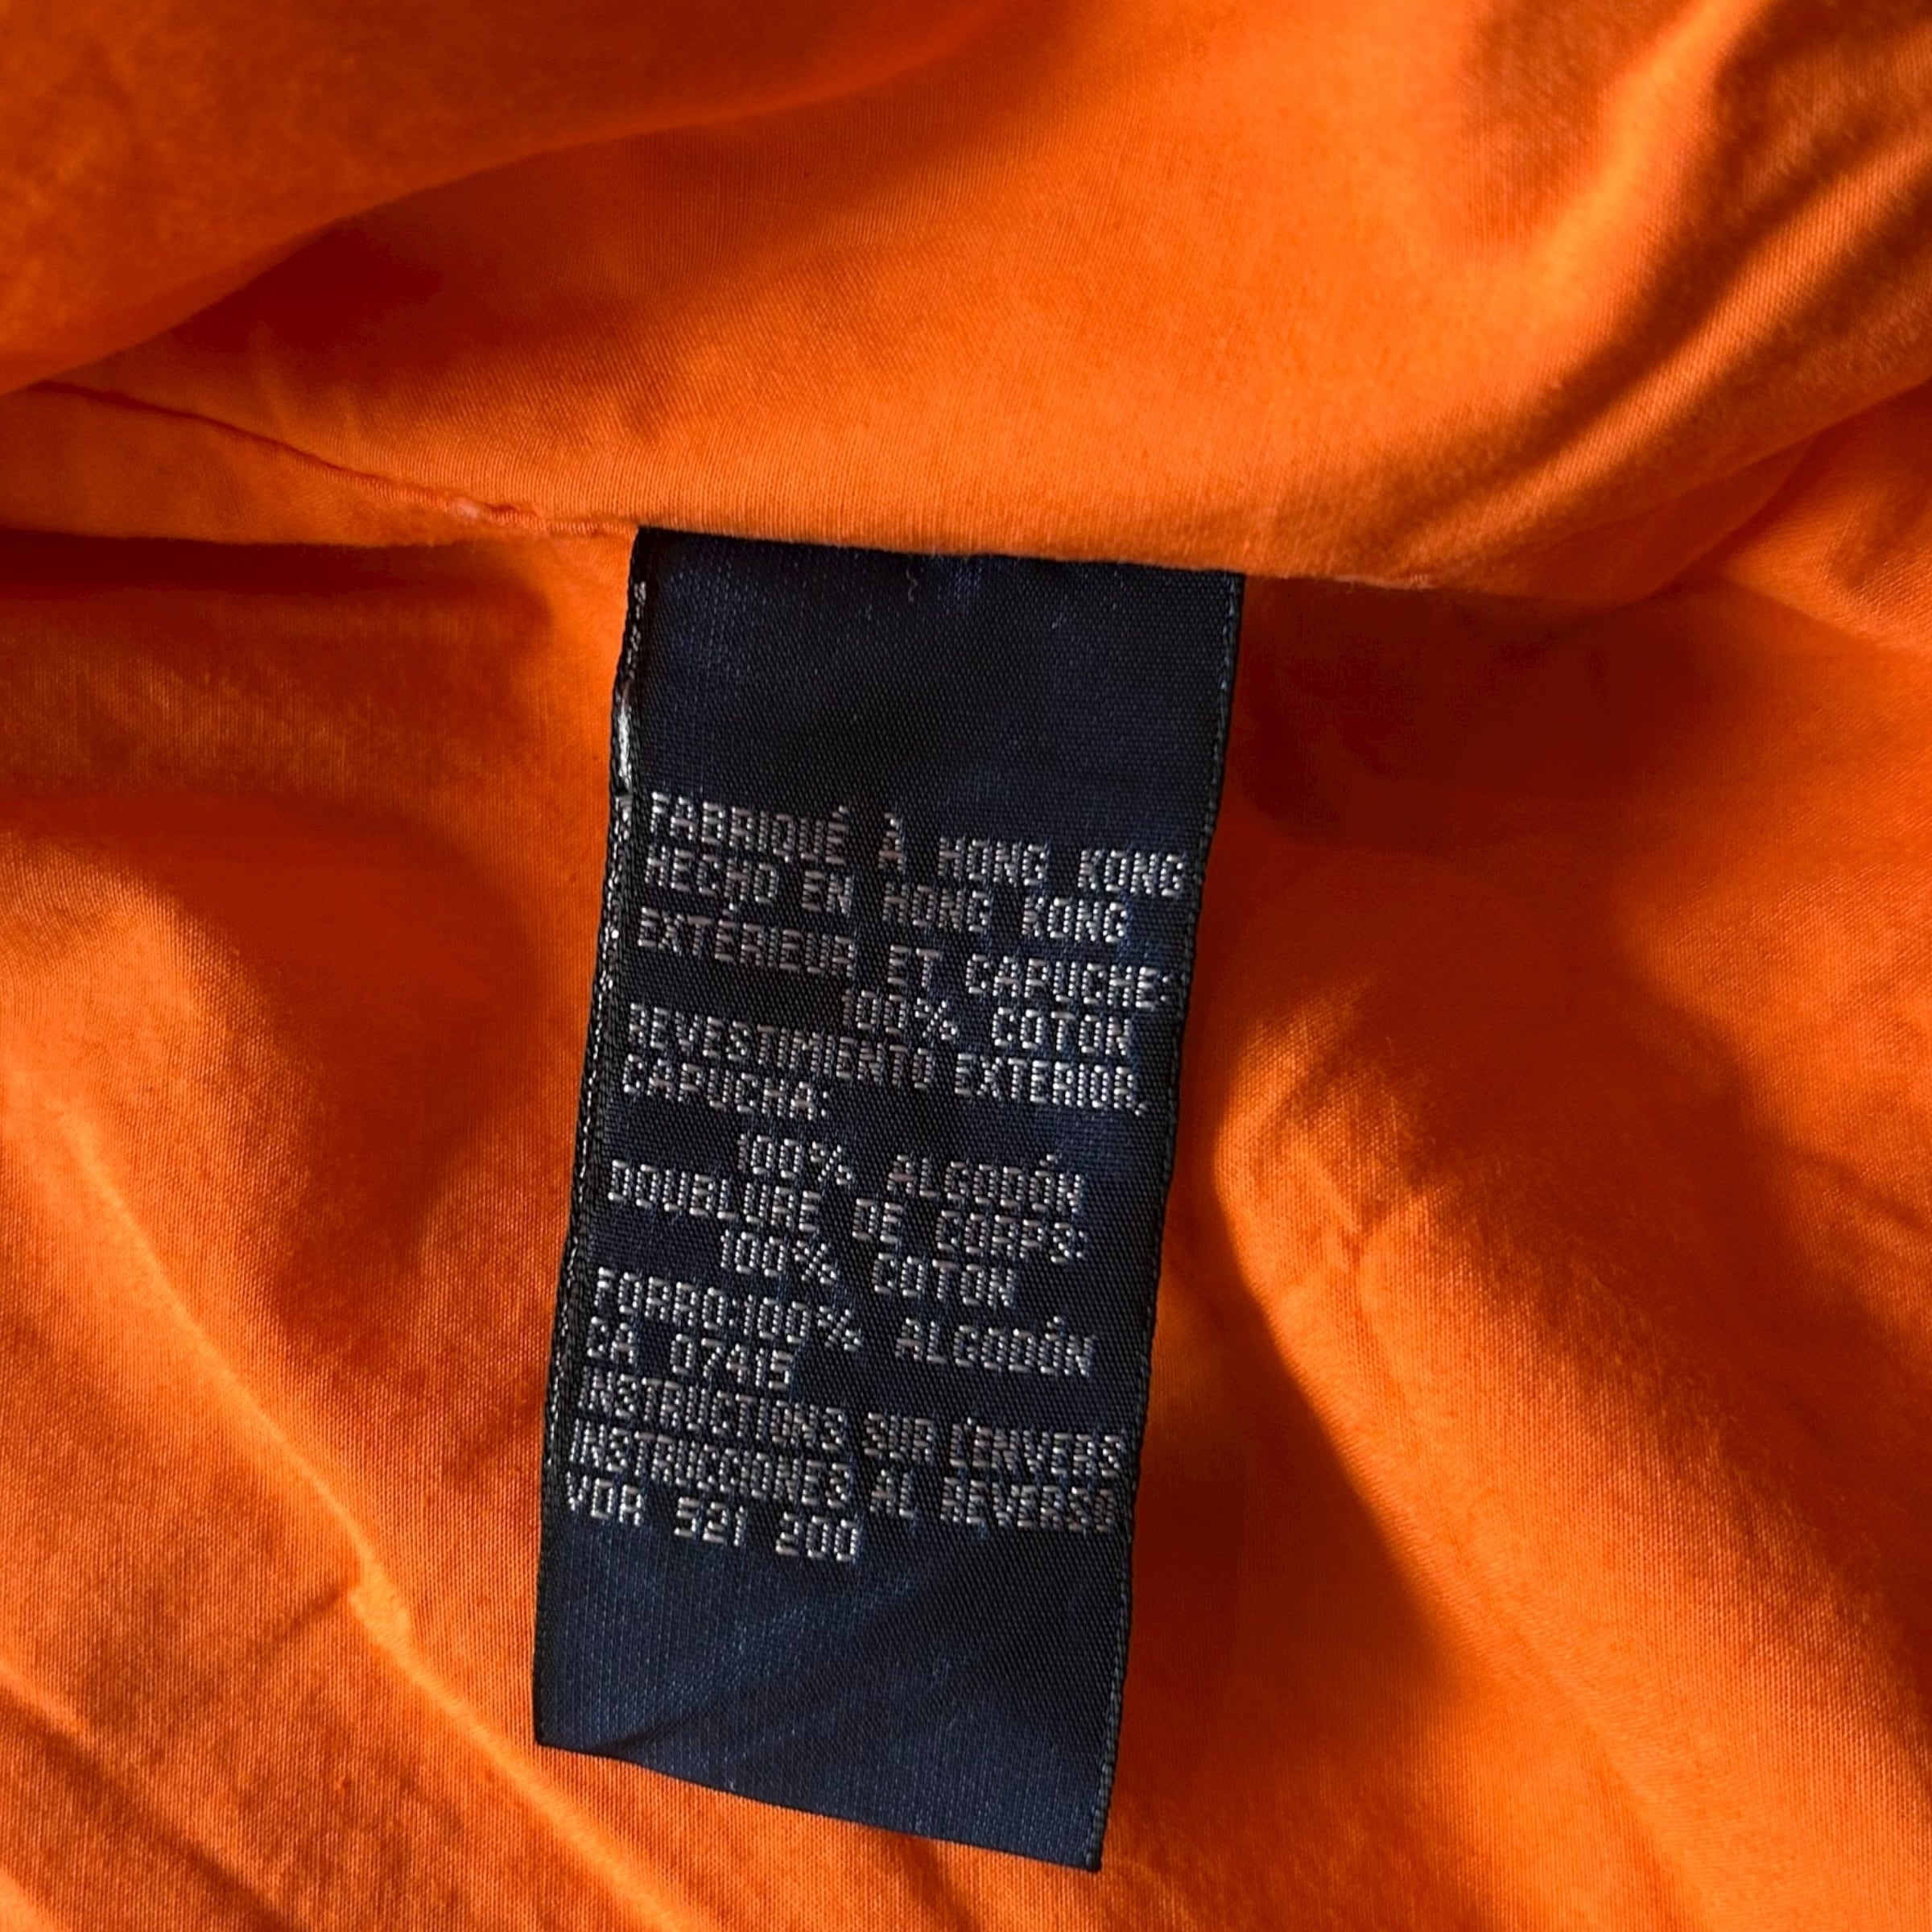 FABRIQUÉ À HONG KONG
HECHO EN HONG KONG
EXTÉRIEUR ET CAPUCHE:
100% COTON
REVESTIMIENTO EXTERIOR,
CAPUCHA:
100% ALGODÓN
DOUBLURE DE CORPS:
100% COTON
FORRO:100% ALGODÓN
CA 07415
INSTRUCTIONS SUR L'ENVERS
INSTRUCCIONES AL REVERSO
VDR 521 200